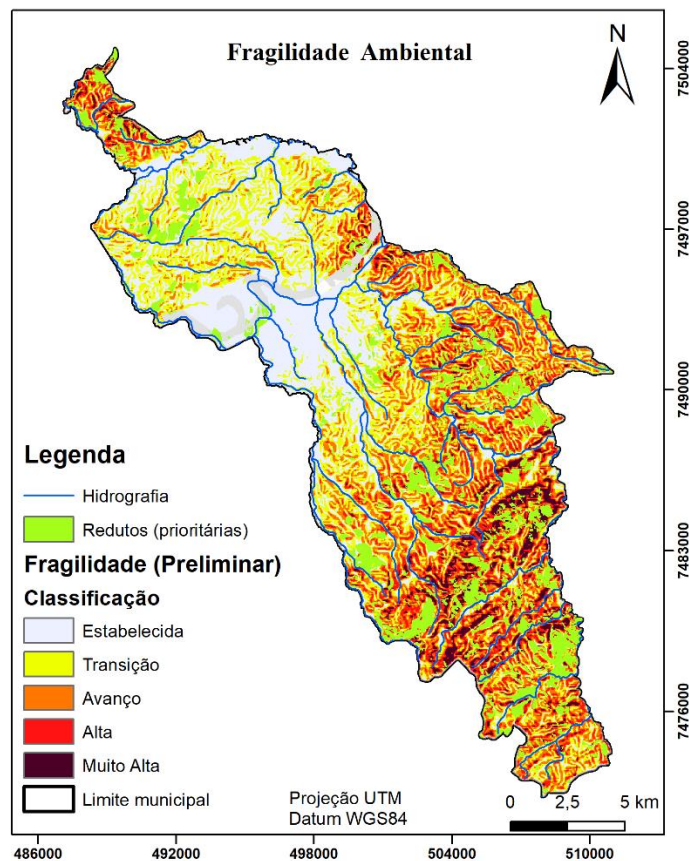 Fragilidade Ambiental
N
7504000
7497000
7490000
7483000
7476000
Legenda
Hidrografia
Redutos (prioritárias)
Fragilidade (Preliminar)
Classificação
Estabelecida
Transição
Avanço
Alta
Muito Alta
Limite municipal
Projeção UTM
Datum WGS84
0 2,5 5 km
486000 492000 498000 504000 510000